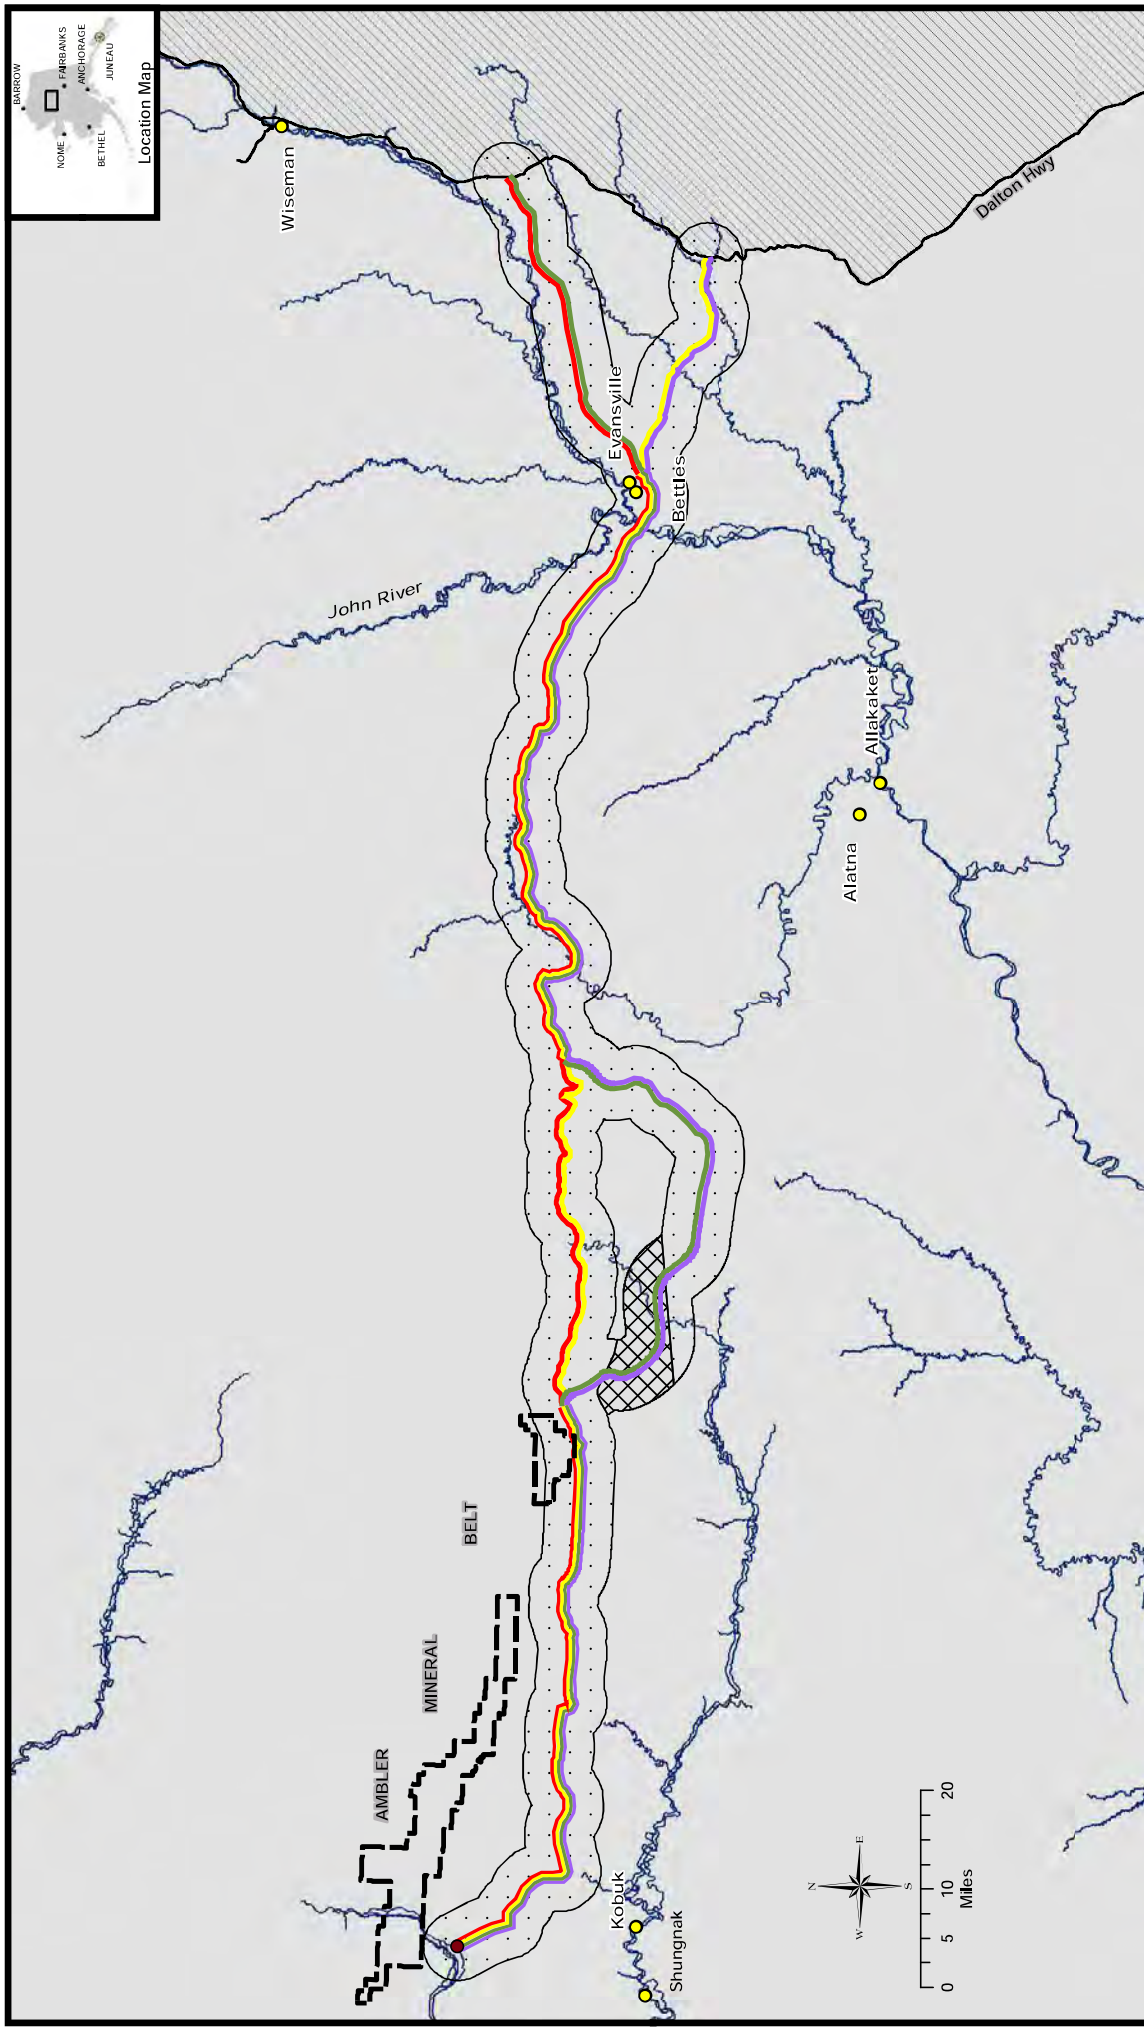 BARROW
NOME
FAIRBANKS
ANCHORAGE
BETHEL
JUNEAU
Location Map
Wiseman
Dalton Hwy
Evansville
Bettles
John River
Allakaket
Alatna
BELT
MINERAL
AMBLER
Kobuk
Shungnak
N
W
E
S
0
5
10
20
Miles